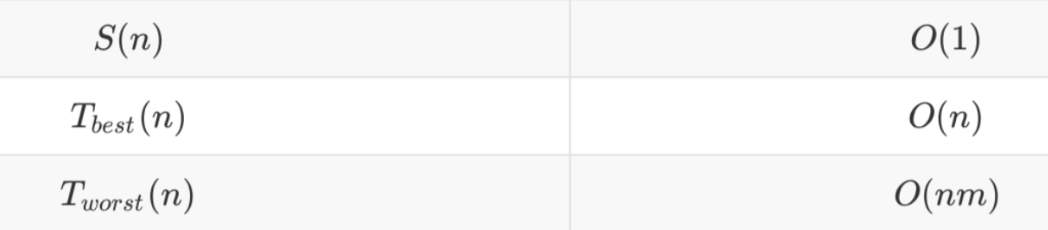 S(n) O(1)
T_best(n) O(n)
T_worst(n) O(nm)